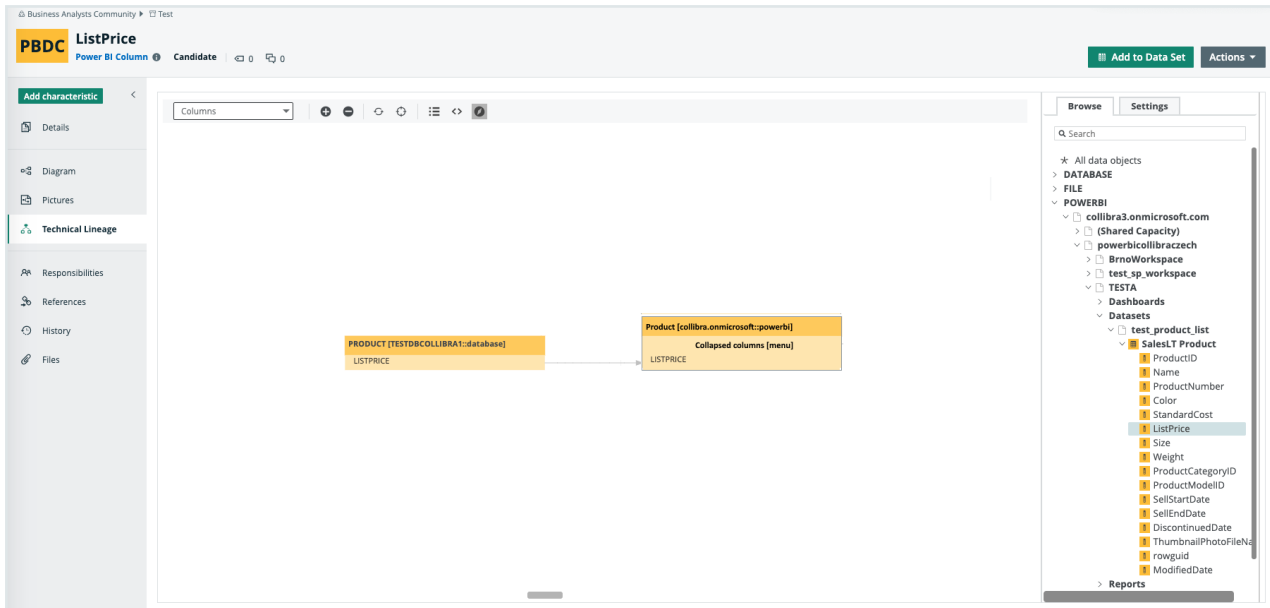 Business Analysts Community Test
PBDC
ListPrice
Power BI Column Candidate 0 0
Add to Data Set
Actions
Add characteristic
Details
Diagram
Pictures
Technical Lineage
Responsibilities
References
History
Files
Columns
PRODUCT [TESTDBCOLLIBRA1::database]
LISTPRICE
Product [collibra.onmicrosoft::powerbi]
Collapsed columns [menu]
LISTPRICE
Browse
Settings
Search
All data objects
DATABASE
FILE
POWERBI
collibra3.onmicrosoft.com
(Shared Capacity)
powerbicollibraczech
BrnoWorkspace
test_sp_workspace
TESTA
Dashboards
Datasets
test_product_list
SalesLT Product
ProductID
Name
ProductNumber
Color
StandardCost
ListPrice
Size
Weight
ProductCategoryID
ProductModelID
SellStartDate
SellEndDate
DiscontinuedDate
ThumbnailPhotoFileNa
rowguid
ModifiedDate
Reports